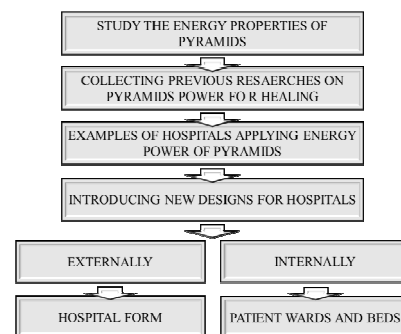 STUDY THE ENERGY PROPERTIES OF
PYRAMIDS
COLLECTING PREVIOUS RESAERCHES ON
PYRAMIDS POWER FO R HEALING
EXAMPLES OF HOSPITALS APPLYING ENERGY
POWER OF PYRAMIDS
INTRODUCING NEW DESIGNS FOR HOSPITALS
EXTERNALLY
INTERNALLY
HOSPITAL FORM
PATIENT WARDS AND BEDS